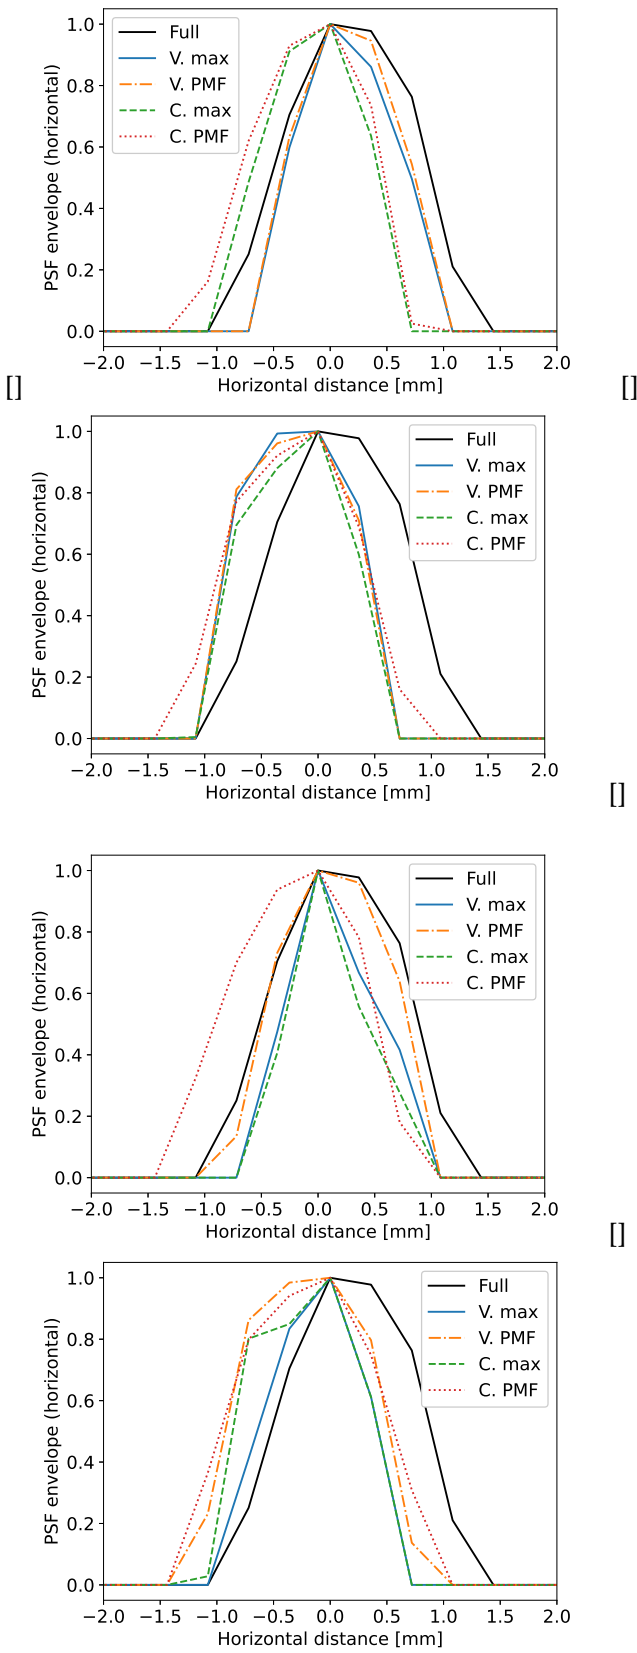 1.0
Full
V. max
V. PMF
C. max
C. PMF
0.8
0.6
0.4
0.2
0.0
PSF envelope (horizontal)
−2.0 −1.5 −1.0 −0.5 0.0 0.5 1.0 1.5 2.0
Horizontal distance [mm]
[] []
1.0
Full
V. max
V. PMF
C. max
C. PMF
0.8
0.6
0.4
0.2
0.0
PSF envelope (horizontal)
−2.0 −1.5 −1.0 −0.5 0.0 0.5 1.0 1.5 2.0
Horizontal distance [mm]
[]
1.0
Full
V. max
V. PMF
C. max
C. PMF
0.8
0.6
0.4
0.2
0.0
PSF envelope (horizontal)
−2.0 −1.5 −1.0 −0.5 0.0 0.5 1.0 1.5 2.0
Horizontal distance [mm]
[]
1.0
Full
V. max
V. PMF
C. max
C. PMF
0.8
0.6
0.4
0.2
0.0
PSF envelope (horizontal)
−2.0 −1.5 −1.0 −0.5 0.0 0.5 1.0 1.5 2.0
Horizontal distance [mm]